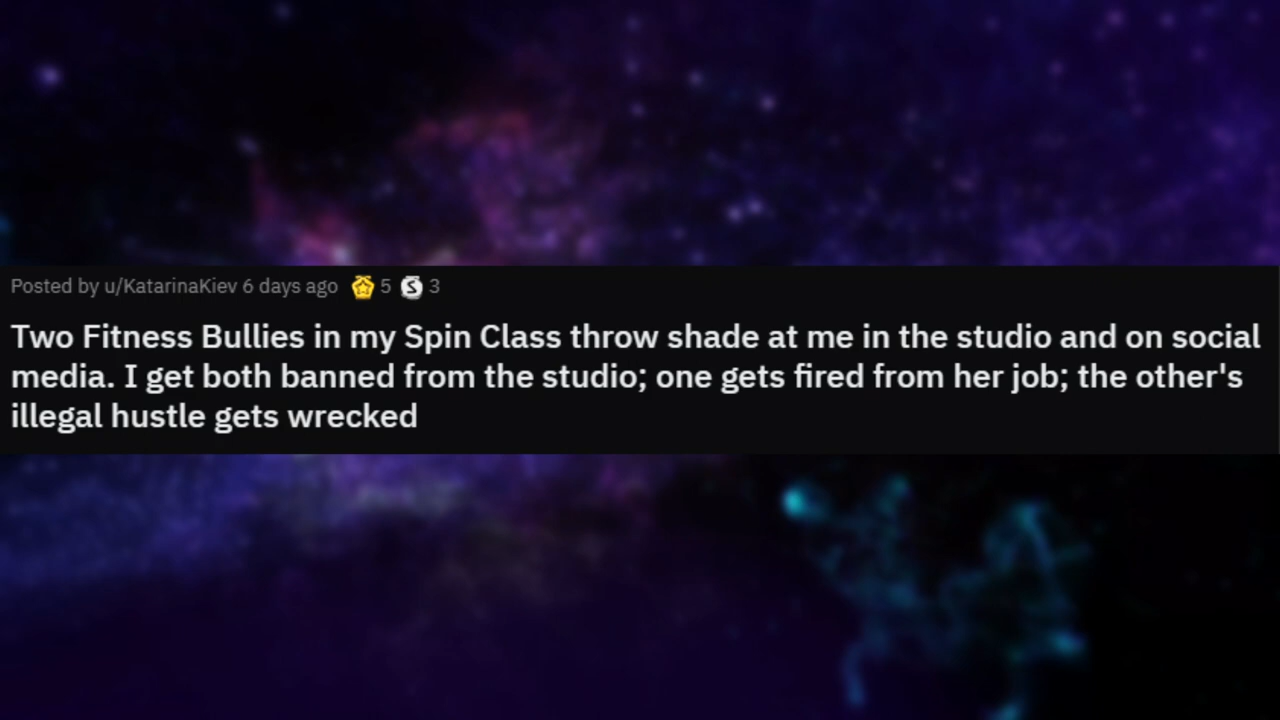 Posted by u/KatarinaKiev 6 days ago 5 S 3
Two Fitness Bullies in my Spin Class throw shade at me in the studio and on social
media. I get both banned from the studio; one gets fired from her job; the other's
illegal hustle gets wrecked